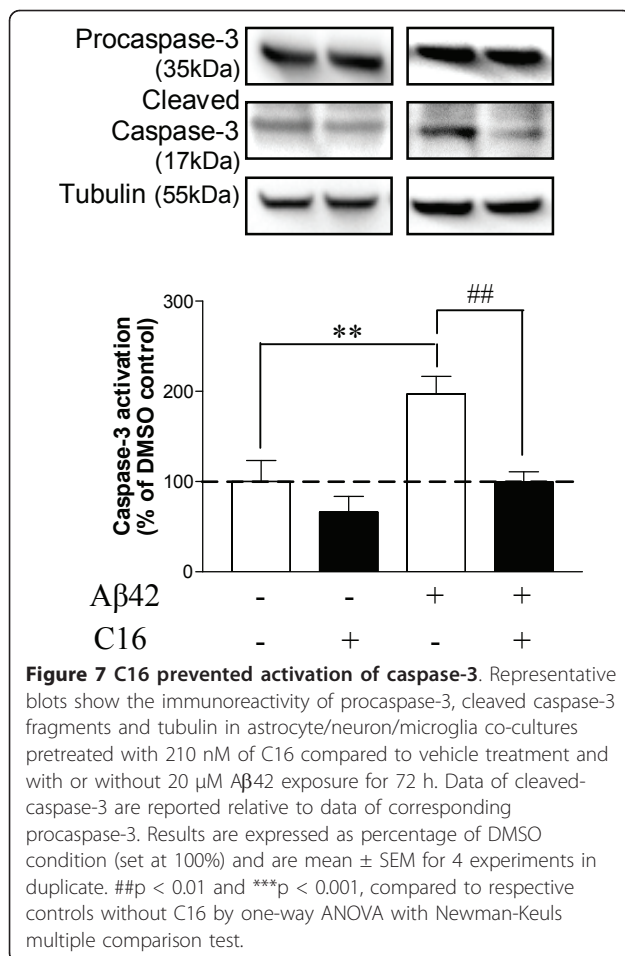 Procaspase-3
(35kDa)
Cleaved
Caspase-3
(17kDa)
Tubulin (55kDa)
300
200
100
0
Caspase-3 activation
(% of DMSO control)
**
##
Aβ42 - - + +
C16 - + - +
Figure 7 C16 prevented activation of caspase-3. Representative
blots show the immunoreactivity of procaspase-3, cleaved caspase-3
fragments and tubulin in astrocyte/neuron/microglia co-cultures
pretreated with 210 nM of C16 compared to vehicle treatment and
with or without 20 μM Aβ42 exposure for 72 h. Data of cleaved-
caspase-3 are reported relative to data of corresponding
procaspase-3. Results are expressed as percentage of DMSO
condition (set at 100%) and are mean ± SEM for 4 experiments in
duplicate. ##p < 0.01 and ***p < 0.001, compared to respective
controls without C16 by one-way ANOVA with Newman-Keuls
multiple comparison test.